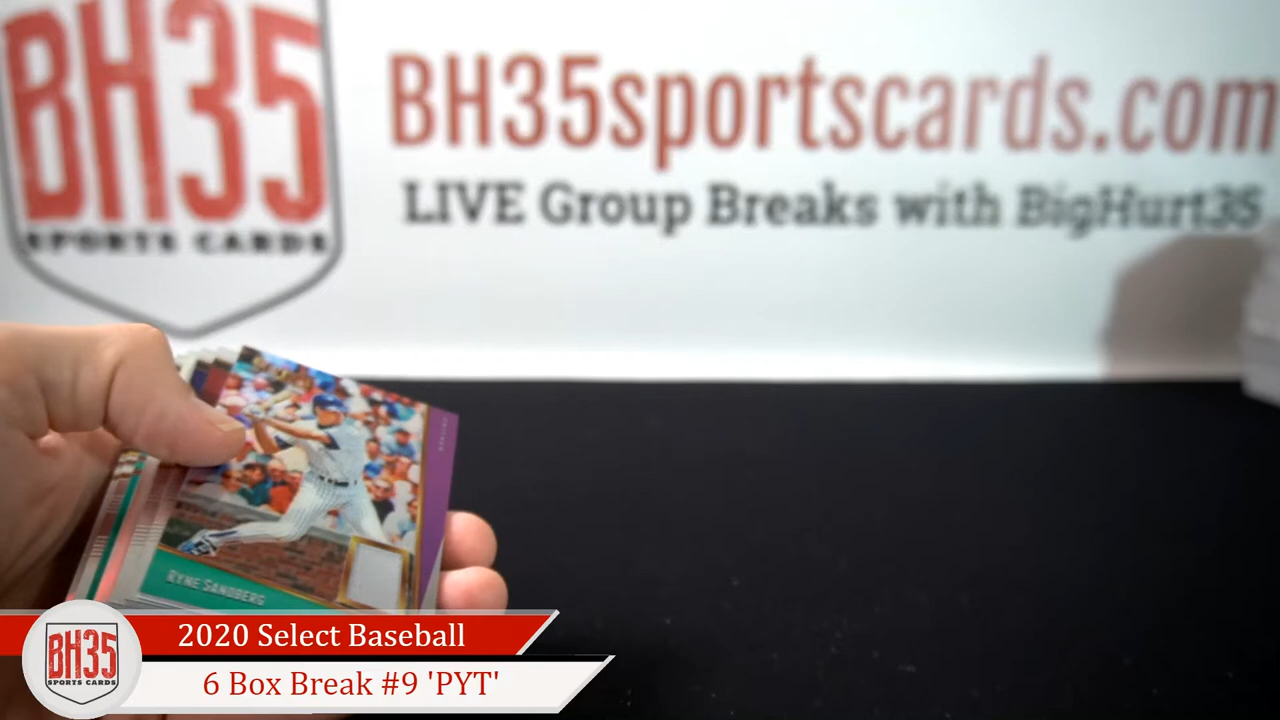 BH35
SPORTS CARDS
BH35sportscards.com
LIVE Group Breaks with BigHurt35
RYNE SANDBERG
2020 Select Baseball
BH35
SPORTS CARDS
6 Box Break #9 'PYT'